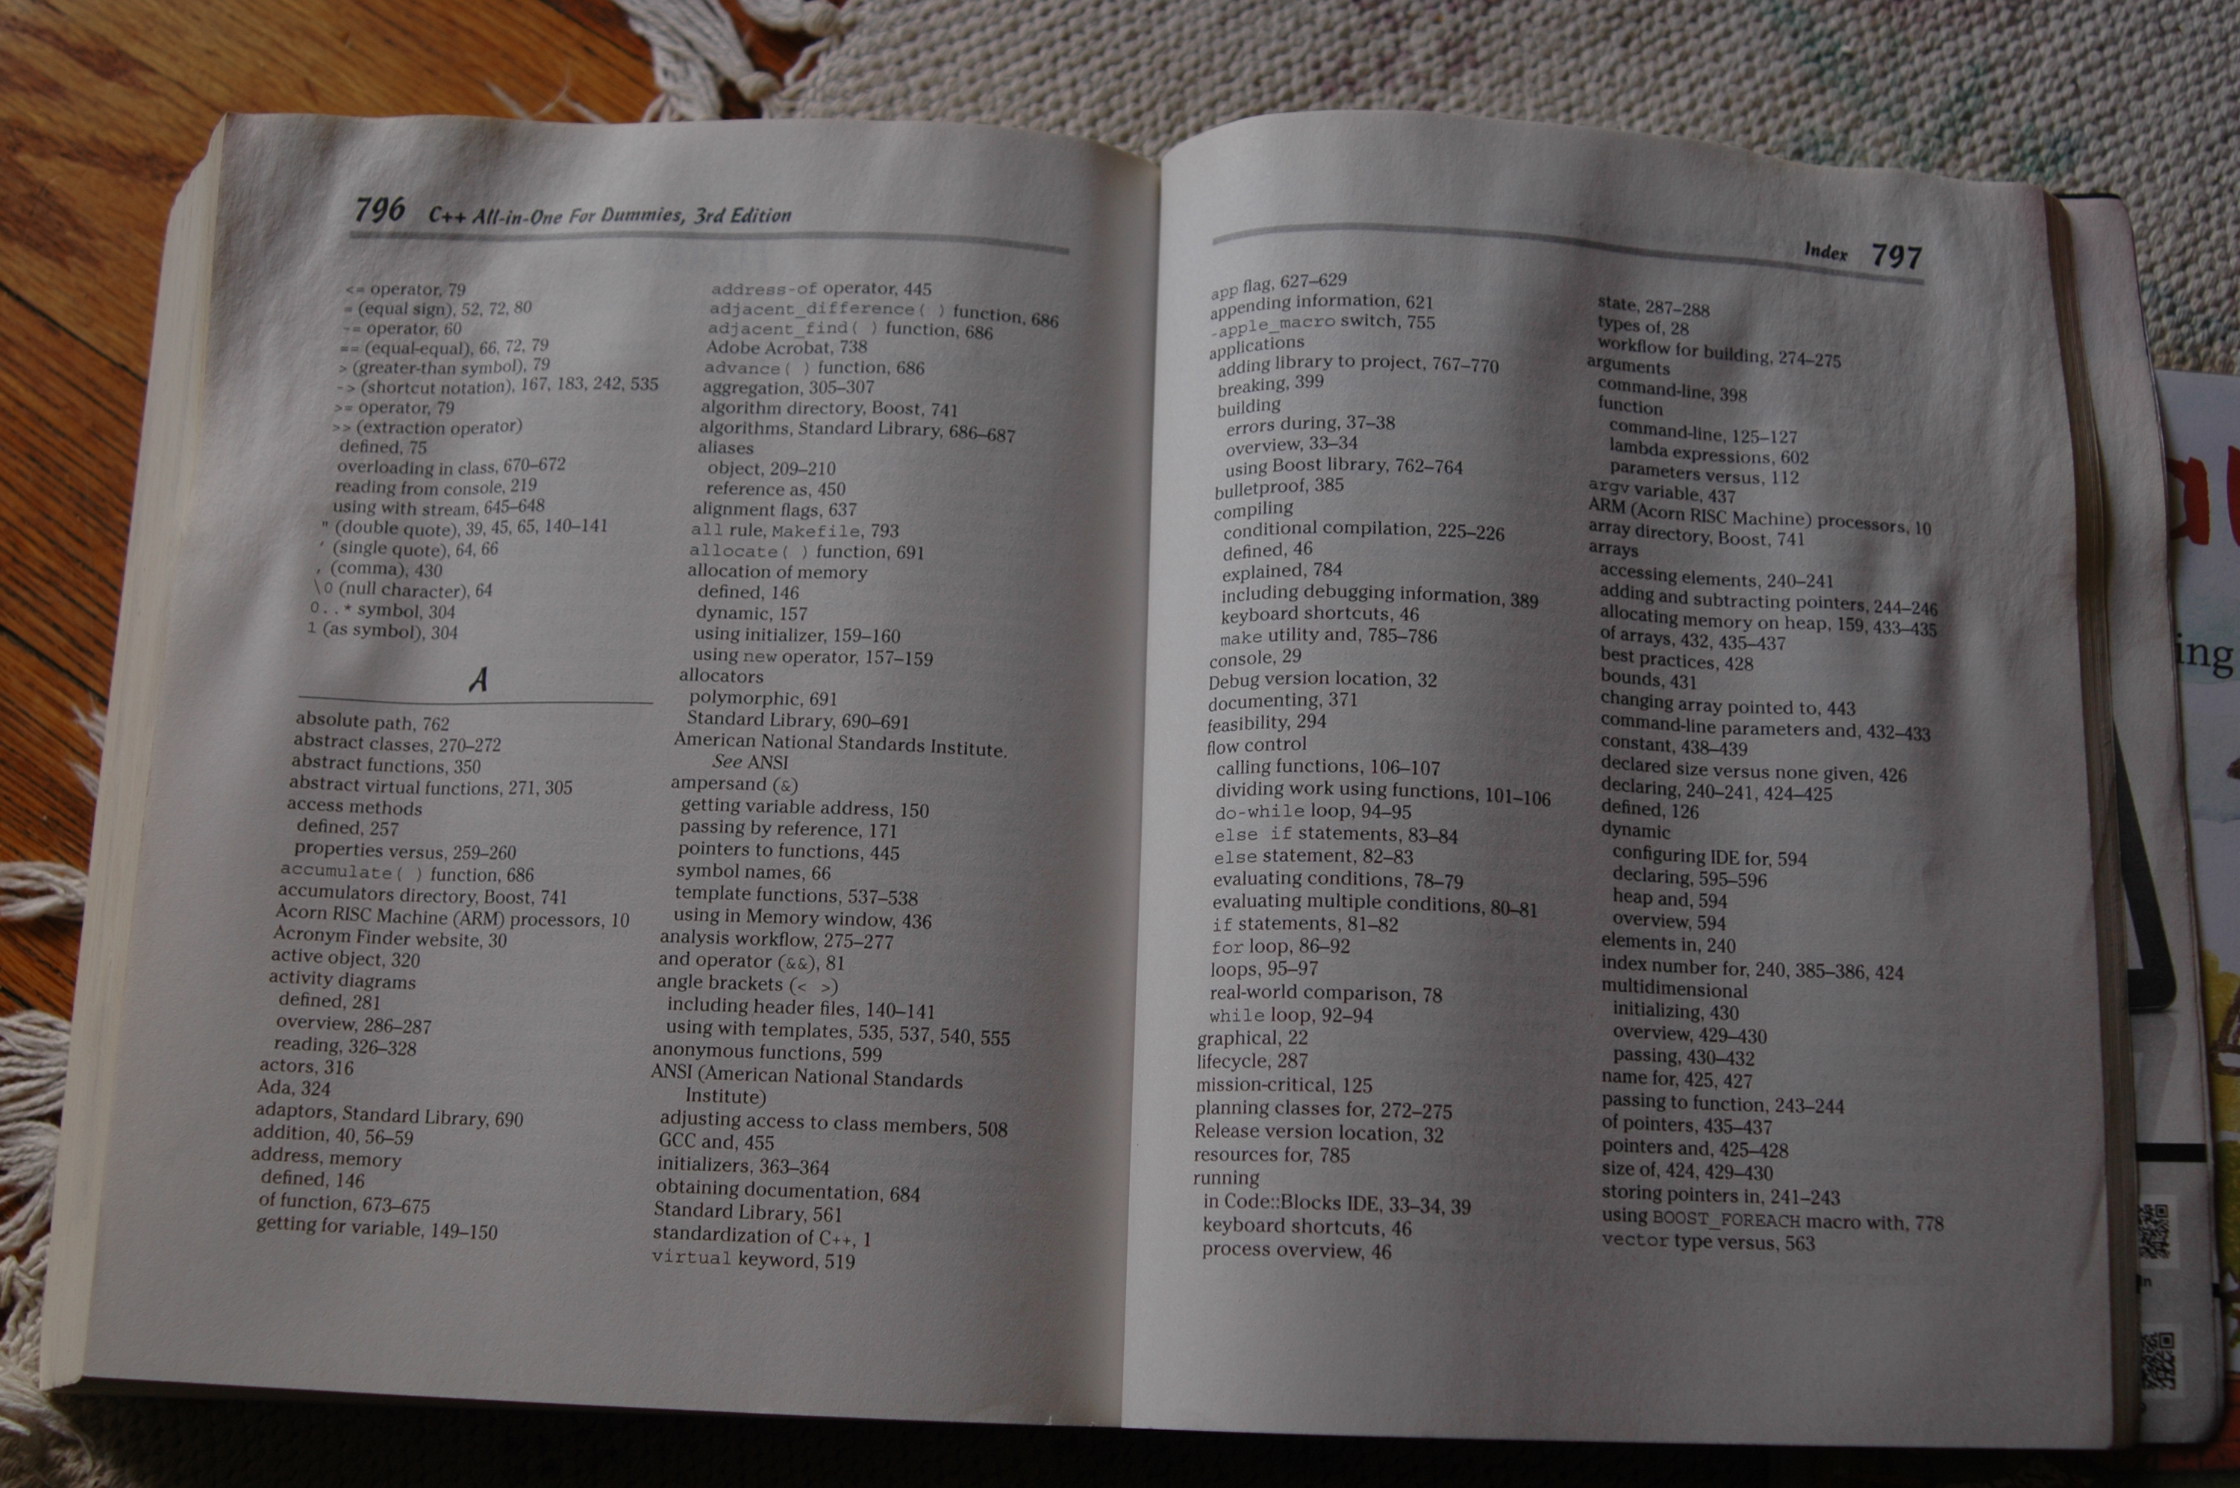 796 C++ All-in-One For Dummies, 3rd Edition
<= operator, 79
= (equal sign), 52, 72, 80
-= operator, 60
== (equal-equal), 66, 72, 79
> (greater-than symbol), 79
-> (shortcut notation), 167, 183, 242, 535
>= operator, 79
>> (extraction operator)
defined, 75
overloading in class, 670–672
reading from console, 219
using with stream, 645–648
" (double quote), 39, 45, 65, 140–141
' (single quote), 64, 66
, (comma), 430
\0 (null character), 64
0..* symbol, 304
1 (as symbol), 304
A
absolute path, 762
abstract classes, 270–272
abstract functions, 350
abstract virtual functions, 271, 305
access methods
defined, 257
properties versus, 259–260
accumulate( ) function, 686
accumulators directory, Boost, 741
Acorn RISC Machine (ARM) processors, 10
Acronym Finder website, 30
active object, 320
activity diagrams
defined, 281
overview, 286–287
reading, 326–328
actors, 316
Ada, 324
adaptors, Standard Library, 690
addition, 40, 56–59
address, memory
defined, 146
of function, 673–675
getting for variable, 149–150
address-of operator, 445
adjacent_difference( ) function, 686
adjacent_find( ) function, 686
Adobe Acrobat, 738
advance( ) function, 686
aggregation, 305–307
algorithm directory, Boost, 741
algorithms, Standard Library, 686–687
aliases
object, 209–210
reference as, 450
alignment flags, 637
all rule, Makefile, 793
allocate( ) function, 691
allocation of memory
defined, 146
dynamic, 157
using initializer, 159–160
using new operator, 157–159
allocators
polymorphic, 691
Standard Library, 690–691
American National Standards Institute.
See ANSI
ampersand (&)
getting variable address, 150
passing by reference, 171
pointers to functions, 445
symbol names, 66
template functions, 537–538
using in Memory window, 436
analysis workflow, 275–277
and operator (&&), 81
angle brackets (< >)
including header files, 140–141
using with templates, 535, 537, 540, 555
anonymous functions, 599
ANSI (American National Standards
Institute)
adjusting access to class members, 508
GCC and, 455
initializers, 363–364
obtaining documentation, 684
Standard Library, 561
standardization of C++, 1
virtual keyword, 519
Index 797
app flag, 627–629
appending information, 621
-apple_macro switch, 755
applications
adding library to project, 767–770
breaking, 399
building
errors during, 37–38
overview, 33–34
using Boost library, 762–764
bulletproof, 385
compiling
conditional compilation, 225–226
defined, 46
explained, 784
including debugging information, 389
keyboard shortcuts, 46
make utility and, 785–786
console, 29
Debug version location, 32
documenting, 371
feasibility, 294
flow control
calling functions, 106–107
dividing work using functions, 101–106
do-while loop, 94–95
else if statements, 83–84
else statement, 82–83
evaluating conditions, 78–79
evaluating multiple conditions, 80–81
if statements, 81–82
for loop, 86–92
loops, 95–97
real-world comparison, 78
while loop, 92–94
graphical, 22
lifecycle, 287
mission-critical, 125
planning classes for, 272–275
Release version location, 32
resources for, 785
running
in Code::Blocks IDE, 33–34, 39
keyboard shortcuts, 46
process overview, 46
state, 287–288
types of, 28
workflow for building, 274–275
arguments
command-line, 398
function
command-line, 125–127
lambda expressions, 602
parameters versus, 112
argv variable, 437
ARM (Acorn RISC Machine) processors, 10
array directory, Boost, 741
arrays
accessing elements, 240–241
adding and subtracting pointers, 244–246
allocating memory on heap, 159, 433–435
of arrays, 432, 435–437
best practices, 428
bounds, 431
changing array pointed to, 443
command-line parameters and, 432–433
constant, 438–439
declared size versus none given, 426
declaring, 240–241, 424–425
defined, 126
dynamic
configuring IDE for, 594
declaring, 595–596
heap and, 594
overview, 594
elements in, 240
index number for, 240, 385–386, 424
multidimensional
initializing, 430
overview, 429–430
passing, 430–432
name for, 425, 427
passing to function, 243–244
of pointers, 435–437
pointers and, 425–428
size of, 424, 429–430
storing pointers in, 241–243
using BOOST_FOREACH macro with, 778
vector type versus, 563
ing